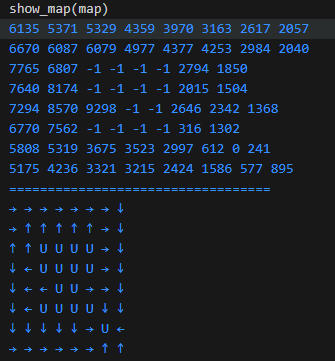 show_map(map)
6135 5371 5329 4359 3970 3163 2617 2057
6670 6087 6079 4977 4377 4253 2984 2040
7765 6807 -1 -1 -1 -1 2794 1850
7640 8174 -1 -1 -1 -1 2015 1504
7294 8570 9298 -1 -1 2646 2342 1368
6770 7562 -1 -1 -1 -1 316 1302
5808 5319 3675 3523 2997 612 0 241
5175 4236 3321 3215 2424 1586 577 895
==================================
→ → → → → → → ↓
→ ↑ ↑ ↑ ↑ ↑ → ↓
↑ ↑ U U U U → ↓
↓ ← U U U U → ↓
↓ ← ← U U → → ↓
↓ ← U U U U ↓ ↓
↓ ↓ ↓ ↓ ↓ → U ←
→ → → → → → ↑ ↑